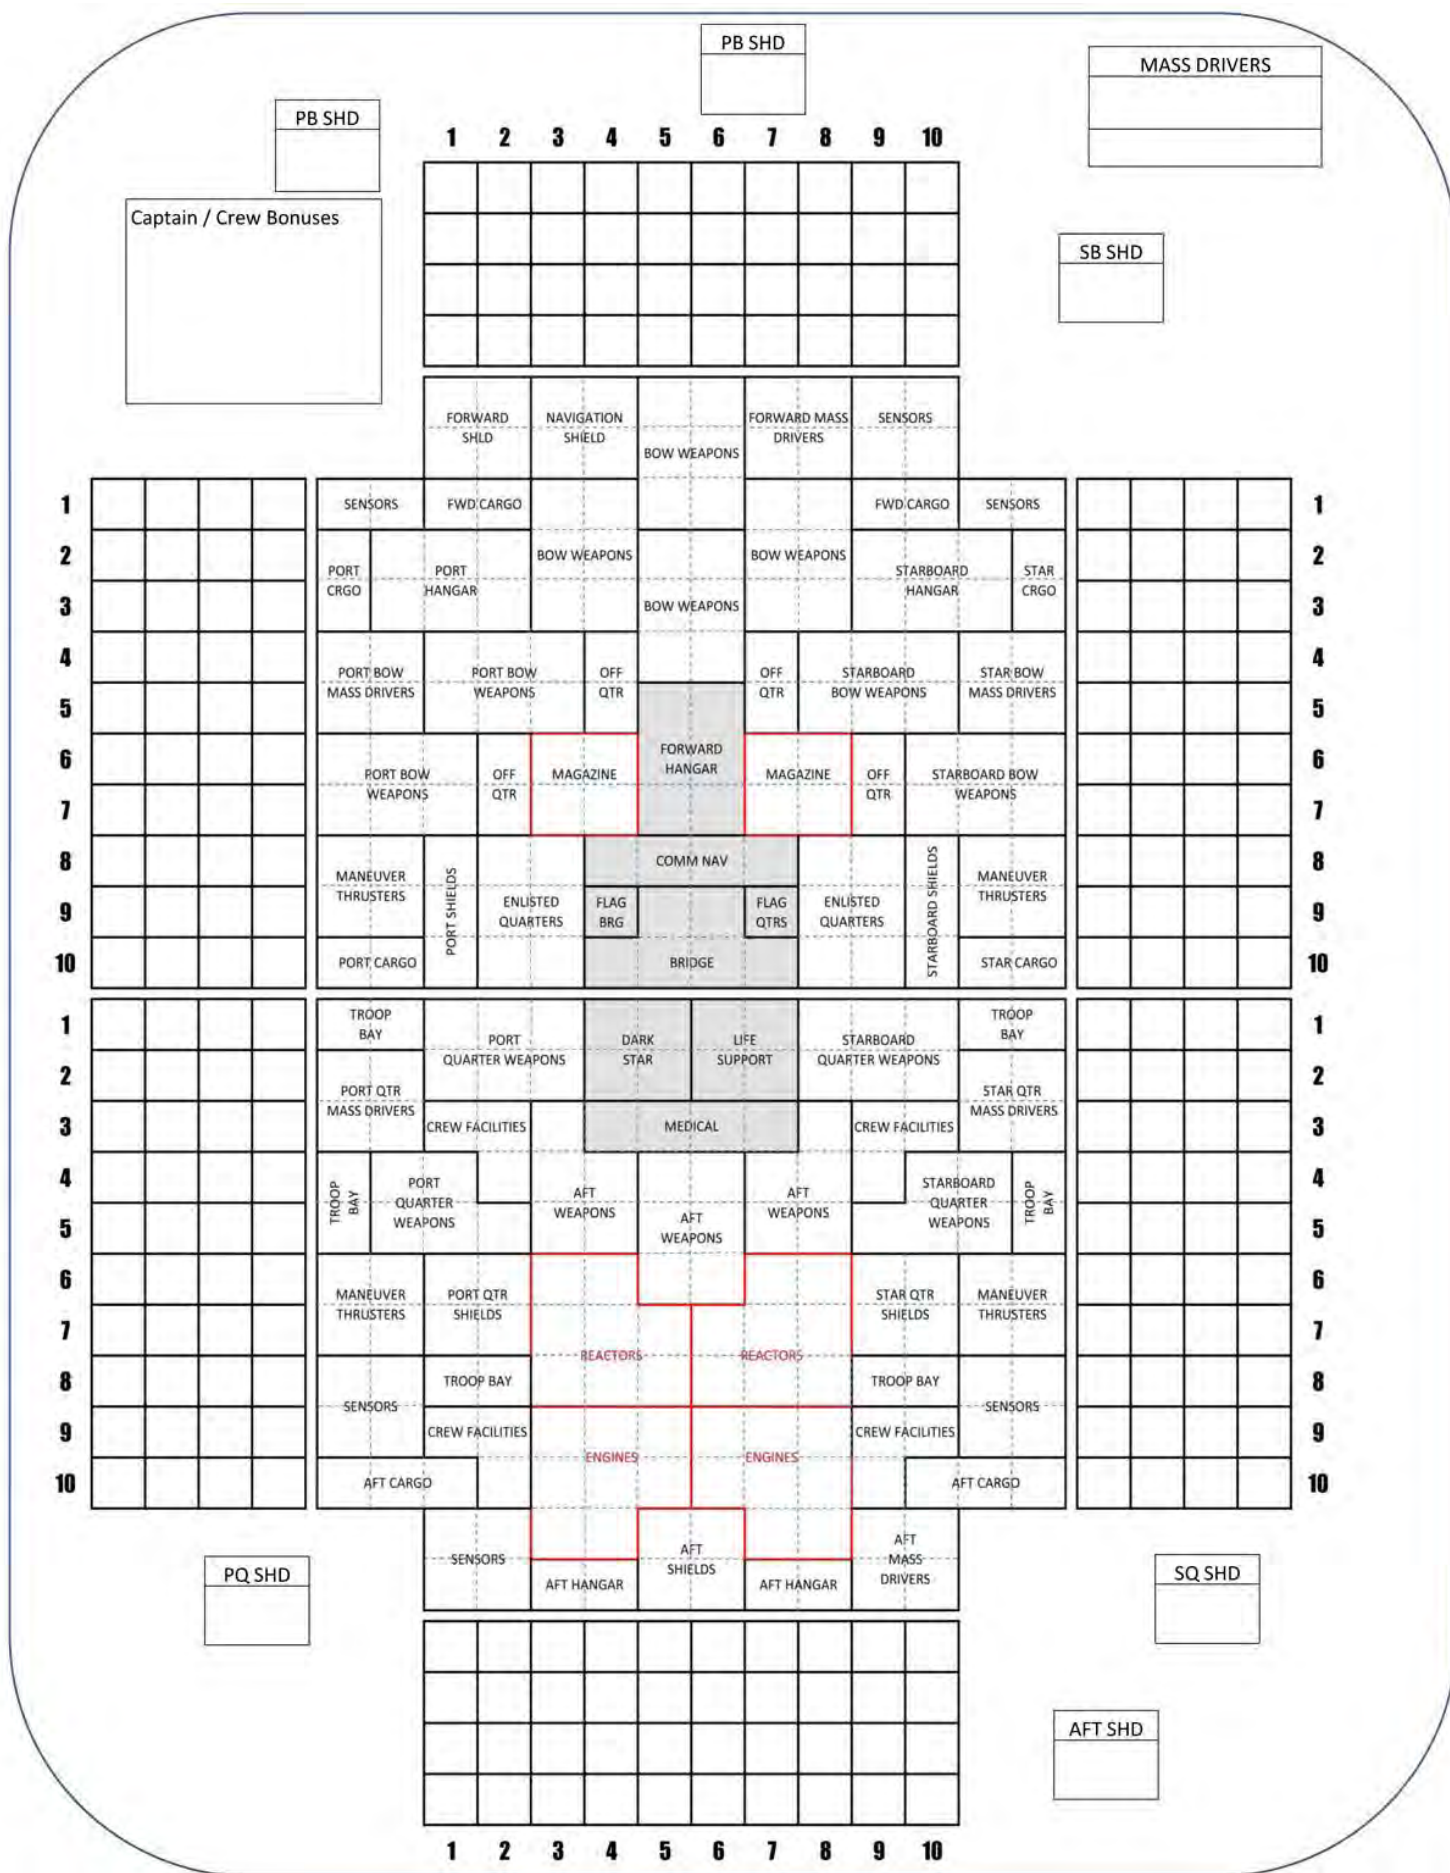 PB SHD
MASS DRIVERS
PB SHD
1 2 3 4 5 6 7 8 9 10
Captain / Crew Bonuses
SB SHD
FORWARD
SHLD
NAVIGATION
SHIELD
BOW WEAPONS
FORWARD MASS
DRIVERS
SENSORS
1
SENSORS
FWD CARGO
FWD CARGO
SENSORS
1
2
PORT
CRGO
PORT
HANGAR
BOW WEAPONS
BOW WEAPONS
STARBOARD
HANGAR
STAR
CRGO
2
3
BOW WEAPONS
3
4
PORT BOW
MASS DRIVERS
PORT BOW
WEAPONS
OFF
QTR
OFF
QTR
STARBOARD
BOW WEAPONS
STAR BOW
MASS DRIVERS
4
5
5
6
PORT BOW
WEAPONS
OFF
QTR
MAGAZINE
FORWARD
HANGAR
MAGAZINE
OFF
QTR
STARBOARD BOW
WEAPONS
6
7
7
8
MANEUVER
THRUSTERS
PORT SHIELDS
ENLISTED
QUARTERS
COMM NAV
FLAG
BRG
FLAG
QTRS
ENLISTED
QUARTERS
STARBOARD SHIELDS
MANEUVER
THRUSTERS
8
9
9
10
PORT CARGO
BRIDGE
STAR CARGO
10
1
TROOP
BAY
PORT
QUARTER WEAPONS
DARK
STAR
LIFE
SUPPORT
STARBOARD
QUARTER WEAPONS
TROOP
BAY
1
2
PORT QTR
MASS DRIVERS
STAR QTR
MASS DRIVERS
2
3
CREW FACILITIES
MEDICAL
CREW FACILITIES
3
4
TROOP
BAY
PORT
QUARTER
WEAPONS
AFT
WEAPONS
AFT
WEAPONS
AFT
WEAPONS
STARBOARD
QUARTER
WEAPONS
TROOP
BAY
4
5
5
6
MANEUVER
THRUSTERS
PORT QTR
SHIELDS
STAR QTR
SHIELDS
MANEUVER
THRUSTERS
6
7
REACTORS
REACTORS
7
8
SENSORS
TROOP BAY
TROOP BAY
SENSORS
8
9
CREW FACILITIES
ENGINES
ENGINES
CREW FACILITIES
9
10
AFT CARGO
AFT CARGO
10
SENSORS
AFT HANGAR
AFT
SHIELDS
AFT HANGAR
AFT
MASS
DRIVERS
PQ SHD
SQ SHD
AFT SHD
1 2 3 4 5 6 7 8 9 10